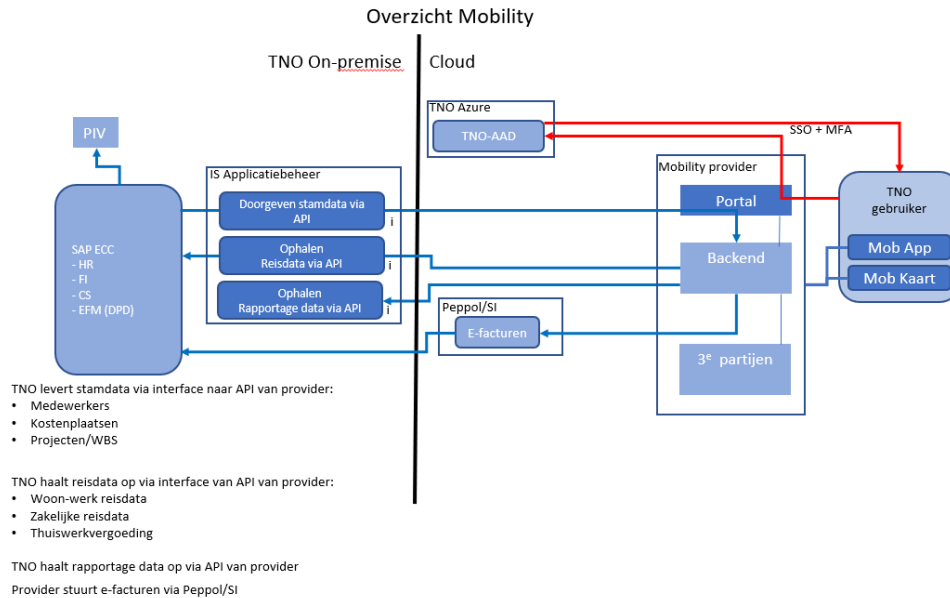 Overzicht Mobility
TNO On-premise
Cloud
TNO Azure
TNO-AAD
SSO + MFA
PIV
IS Applicatiebeheer
Doorgeven stamdata via
API
i
Ophalen
Reisdata via API
i
Ophalen
Rapportage data via API
i
SAP ECC
- HR
- FI
- CS
- EFM (DPD)
Peppol/SI
E-facturen
Mobility provider
Portal
Backend
3e partijen
TNO
gebruiker
Mob App
Mob Kaart
TNO levert stamdata via interface naar API van provider:
• Medewerkers
• Kostenplaatsen
• Projecten/WBS
TNO haalt reisdata op via interface van API van provider:
• Woon-werk reisdata
• Zakelijke reisdata
• Thuiswerkvergoeding
TNO haalt rapportage data op via API van provider
Provider stuurt e-facturen via Peppol/SI